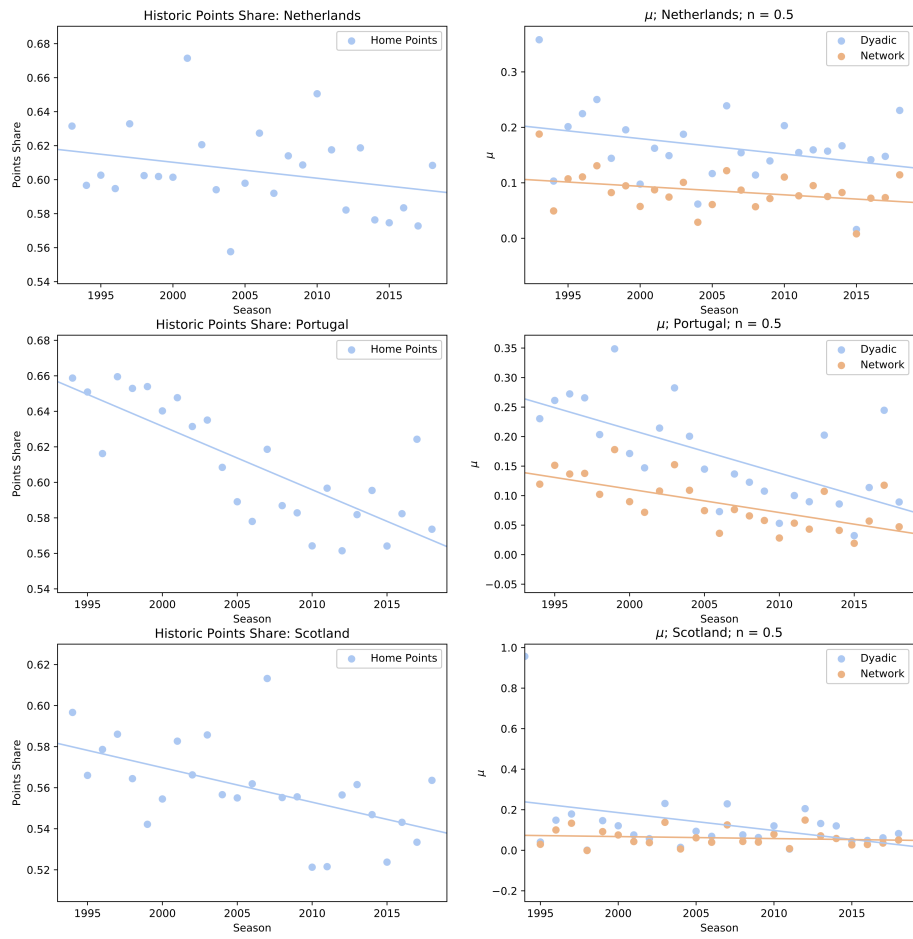 Historic Points Share: Netherlands
Points Share
0.68
0.66
0.64
0.62
0.60
0.58
0.56
0.54
Home Points
1995 2000 2005 2010 2015
Season
μ; Netherlands; n = 0.5
μ
0.3
0.2
0.1
0.0
Dyadic
Network
1995 2000 2005 2010 2015
Season
Historic Points Share: Portugal
Points Share
0.68
0.66
0.64
0.62
0.60
0.58
0.56
0.54
Home Points
1995 2000 2005 2010 2015
Season
μ; Portugal; n = 0.5
μ
0.35
0.30
0.25
0.20
0.15
0.10
0.05
0.00
−0.05
Dyadic
Network
1995 2000 2005 2010 2015
Season
Historic Points Share: Scotland
Points Share
0.62
0.60
0.58
0.56
0.54
0.52
Home Points
1995 2000 2005 2010 2015
Season
μ; Scotland; n = 0.5
μ
1.0
0.8
0.6
0.4
0.2
0.0
−0.2
Dyadic
Network
1995 2000 2005 2010 2015
Season